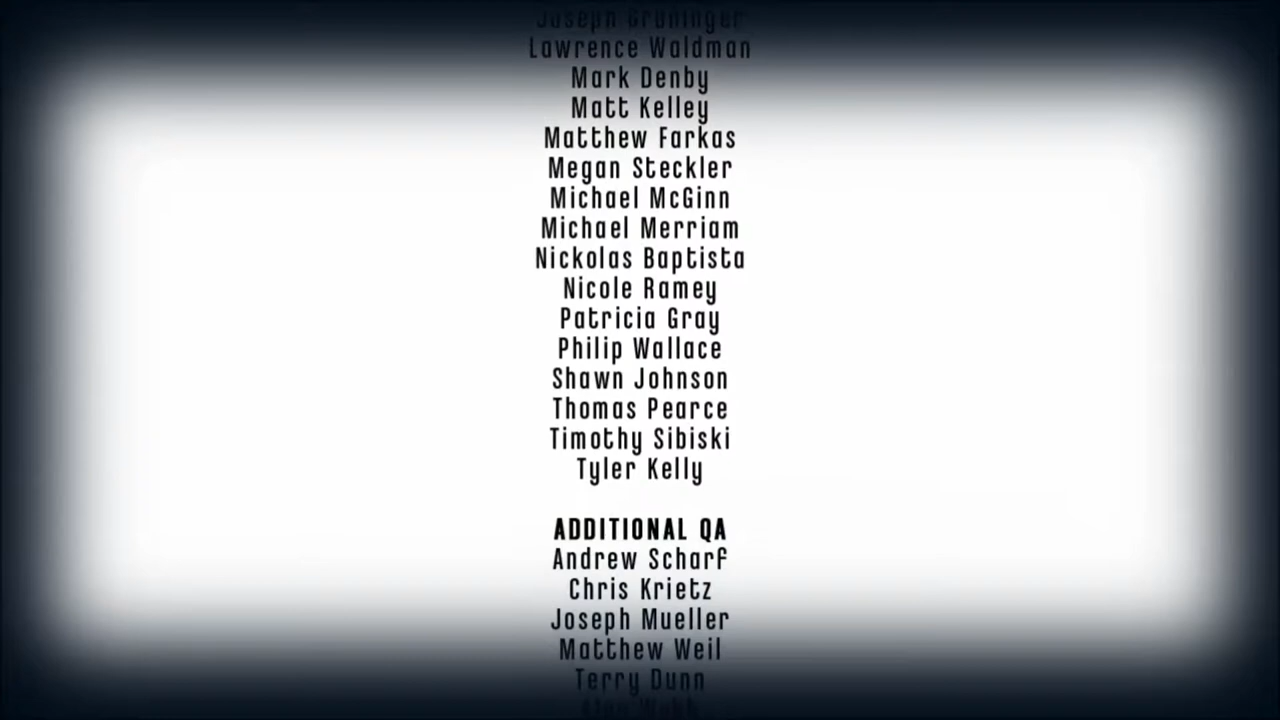 Joseph Gruninger
Lawrence Waldman
Mark Denby
Matt Kelley
Matthew Farkas
Megan Steckler
Michael McGinn
Michael Merriam
Nickolas Baptista
Nicole Ramey
Patricia Gray
Philip Wallace
Shawn Johnson
Thomas Pearce
Timothy Sibiski
Tyler Kelly
ADDITIONAL QA
Andrew Scharf
Chris Krietz
Joseph Mueller
Matthew Weil
Terry Dunn